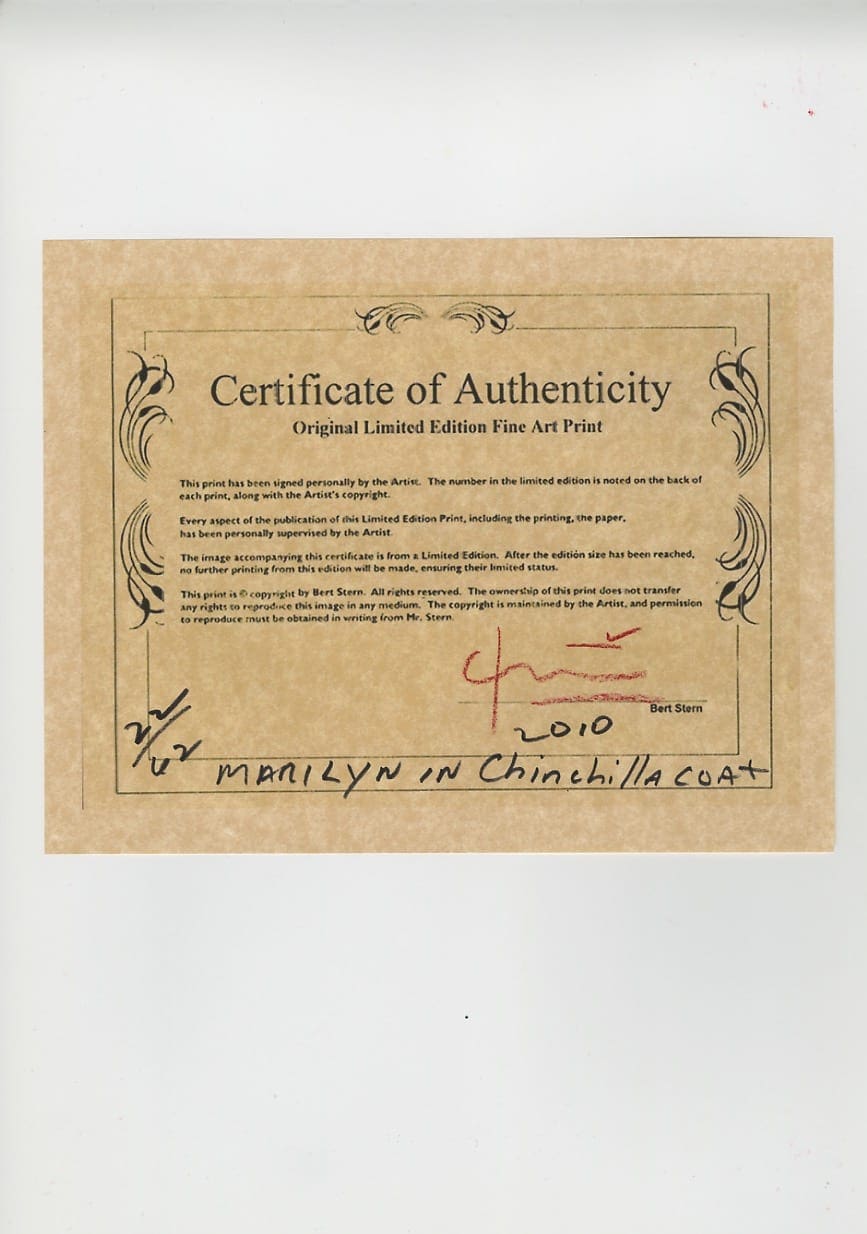 Certificate of Authenticity
Original Limited Edition Fine Art Print
This print has been signed personally by the Artist. The number in the limited edition is noted on the back of
each print, along with the Artist's copyright.
Every aspect of the publication of this Limited Edition Print, including the printing, the paper,
has been personally supervised by the Artist.
The image accompanying this certificate is from a Limited Edition. After the edition size has been reached,
no further printing from this edition will be made, ensuring their limited status.
This print is © copyright by Bert Stern. All rights reserved. The ownership of this print does not transfer
any rights to reproduce this image in any medium. The copyright is maintained by the Artist, and permission
to reproduce must be obtained in writing from Mr. Stern.
Bert Stern
2010
MARILYN IN Chinchilla COAT